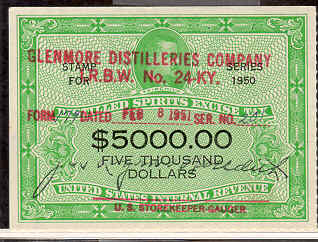 GLENMORE DISTILLERIES COMPANY
STAMP SERIES
I.R.B.W. No. 24-KY.
FOR 1950
DISTILLED SPIRITS EXCISE TAX
FORM DATED FEB 8 1951 SER. NO.
$5000.00
FIVE THOUSAND
DOLLARS
UNITED STATES INTERNAL REVENUE
U. S. STOREKEEPER-GAUGER